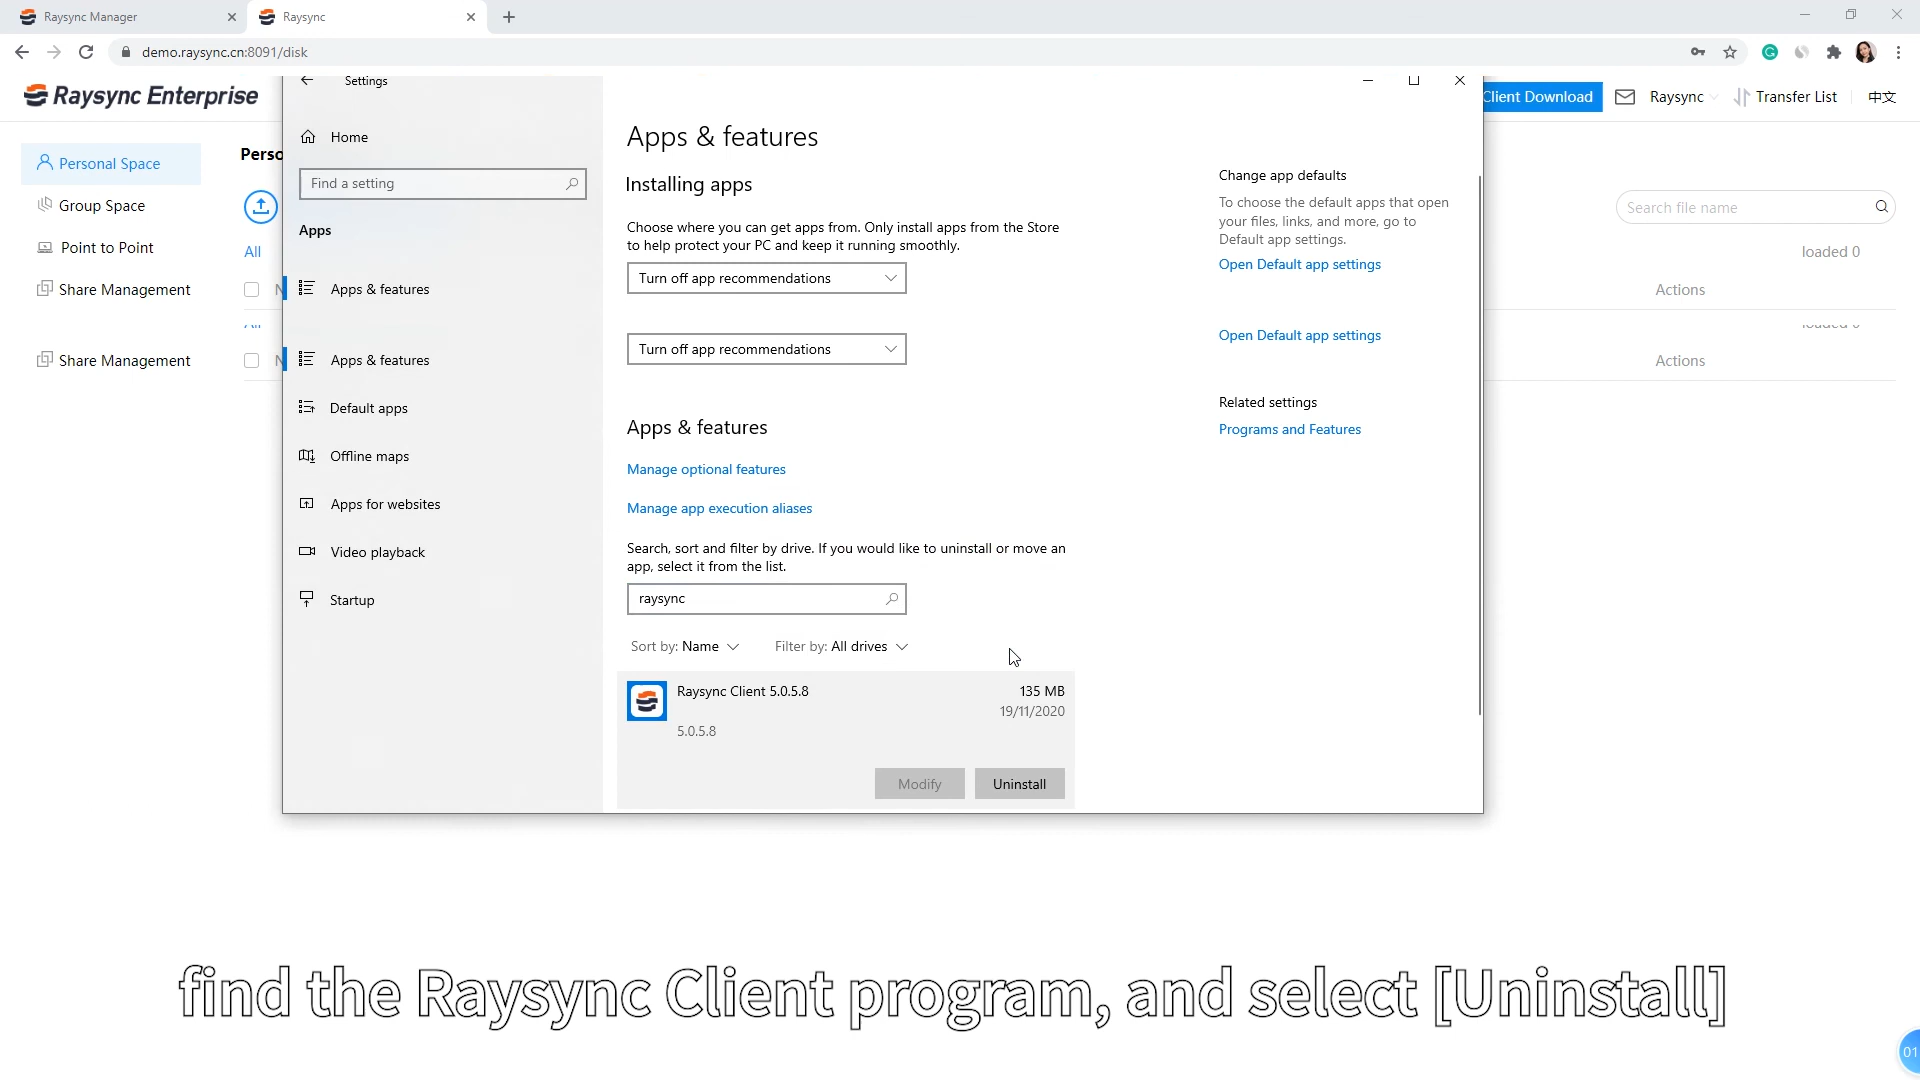 Raysync Manager
Raysync
demo.raysync.cn:8091/disk
Raysync Enterprise
Client Download
Raysync
Transfer List
中文
Personal Space
Group Space
Point to Point
Share Management
Share Management
Perso
All
N
All
N
Search file name
loaded 0
Actions
loaded 0
Actions
Settings
Home
Find a setting
Apps
Apps & features
Apps & features
Default apps
Offline maps
Apps for websites
Video playback
Startup
Apps & features
Installing apps
Choose where you can get apps from. Only install apps from the Store
to help protect your PC and keep it running smoothly.
Turn off app recommendations
Turn off app recommendations
Apps & features
Manage optional features
Manage app execution aliases
Search, sort and filter by drive. If you would like to uninstall or move an
app, select it from the list.
raysync
Sort by: Name
Filter by: All drives
Raysync Client 5.0.5.8
135 MB
19/11/2020
5.0.5.8
Modify
Uninstall
Change app defaults
To choose the default apps that open
your files, links, and more, go to
Default app settings.
Open Default app settings
Open Default app settings
Related settings
Programs and Features
find the Raysync Client program, and select [Uninstall]
01